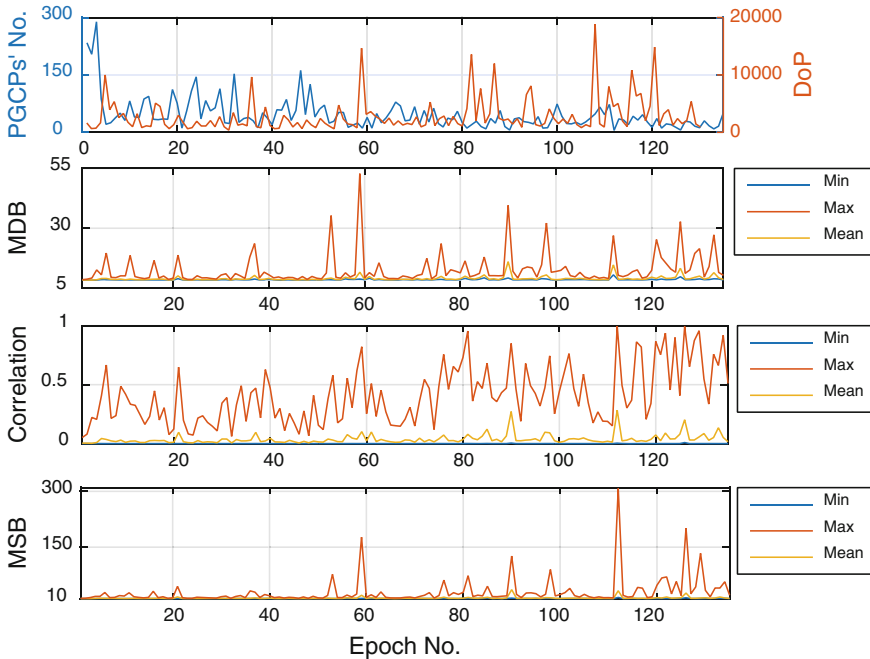 PGCPs' No.
300
150
0
20000
10000
0
DoP
0 20 40 60 80 100 120
MDB
55
30
5
20 40 60 80 100 120
Min
Max
Mean
Correlation
1
0.5
0
20 40 60 80 100 120
Min
Max
Mean
MSB
300
150
10
20 40 60 80 100 120
Min
Max
Mean
Epoch No.